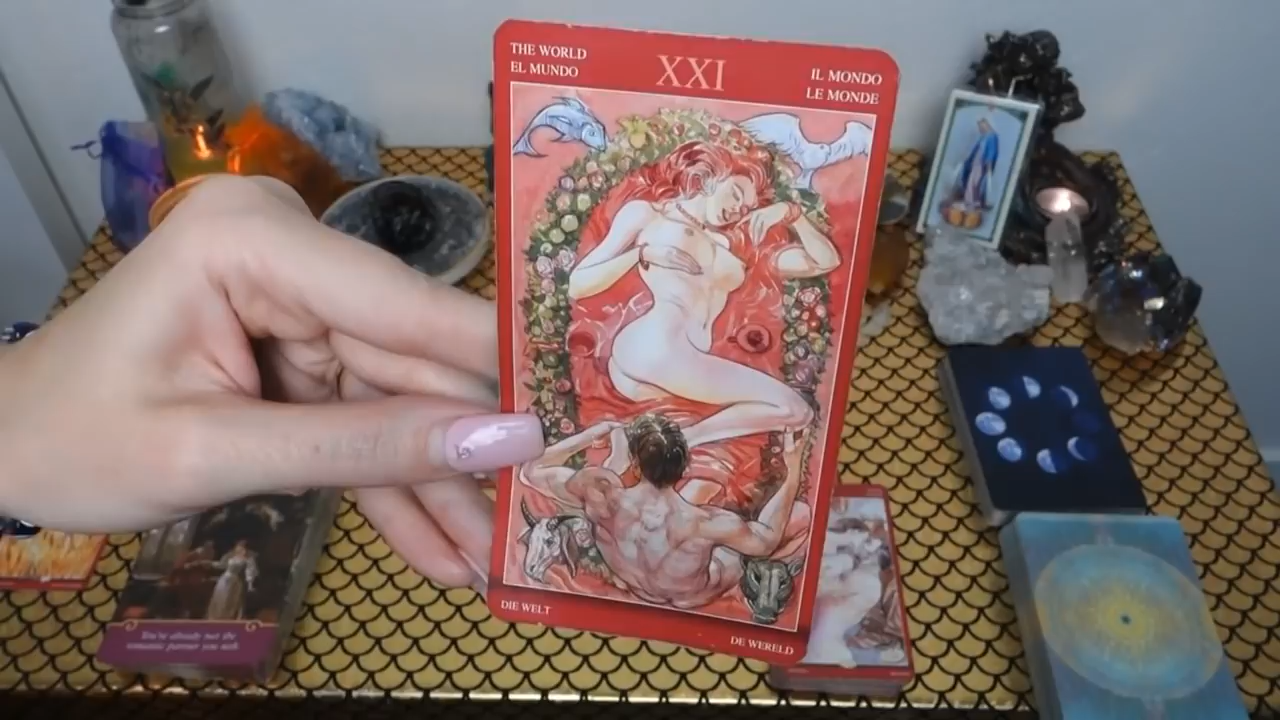 THE WORLD
EL MUNDO
XXI
IL MONDO
LE MONDE
DIE WELT
DE WERELD
You've already met the
romantic partner you seek.